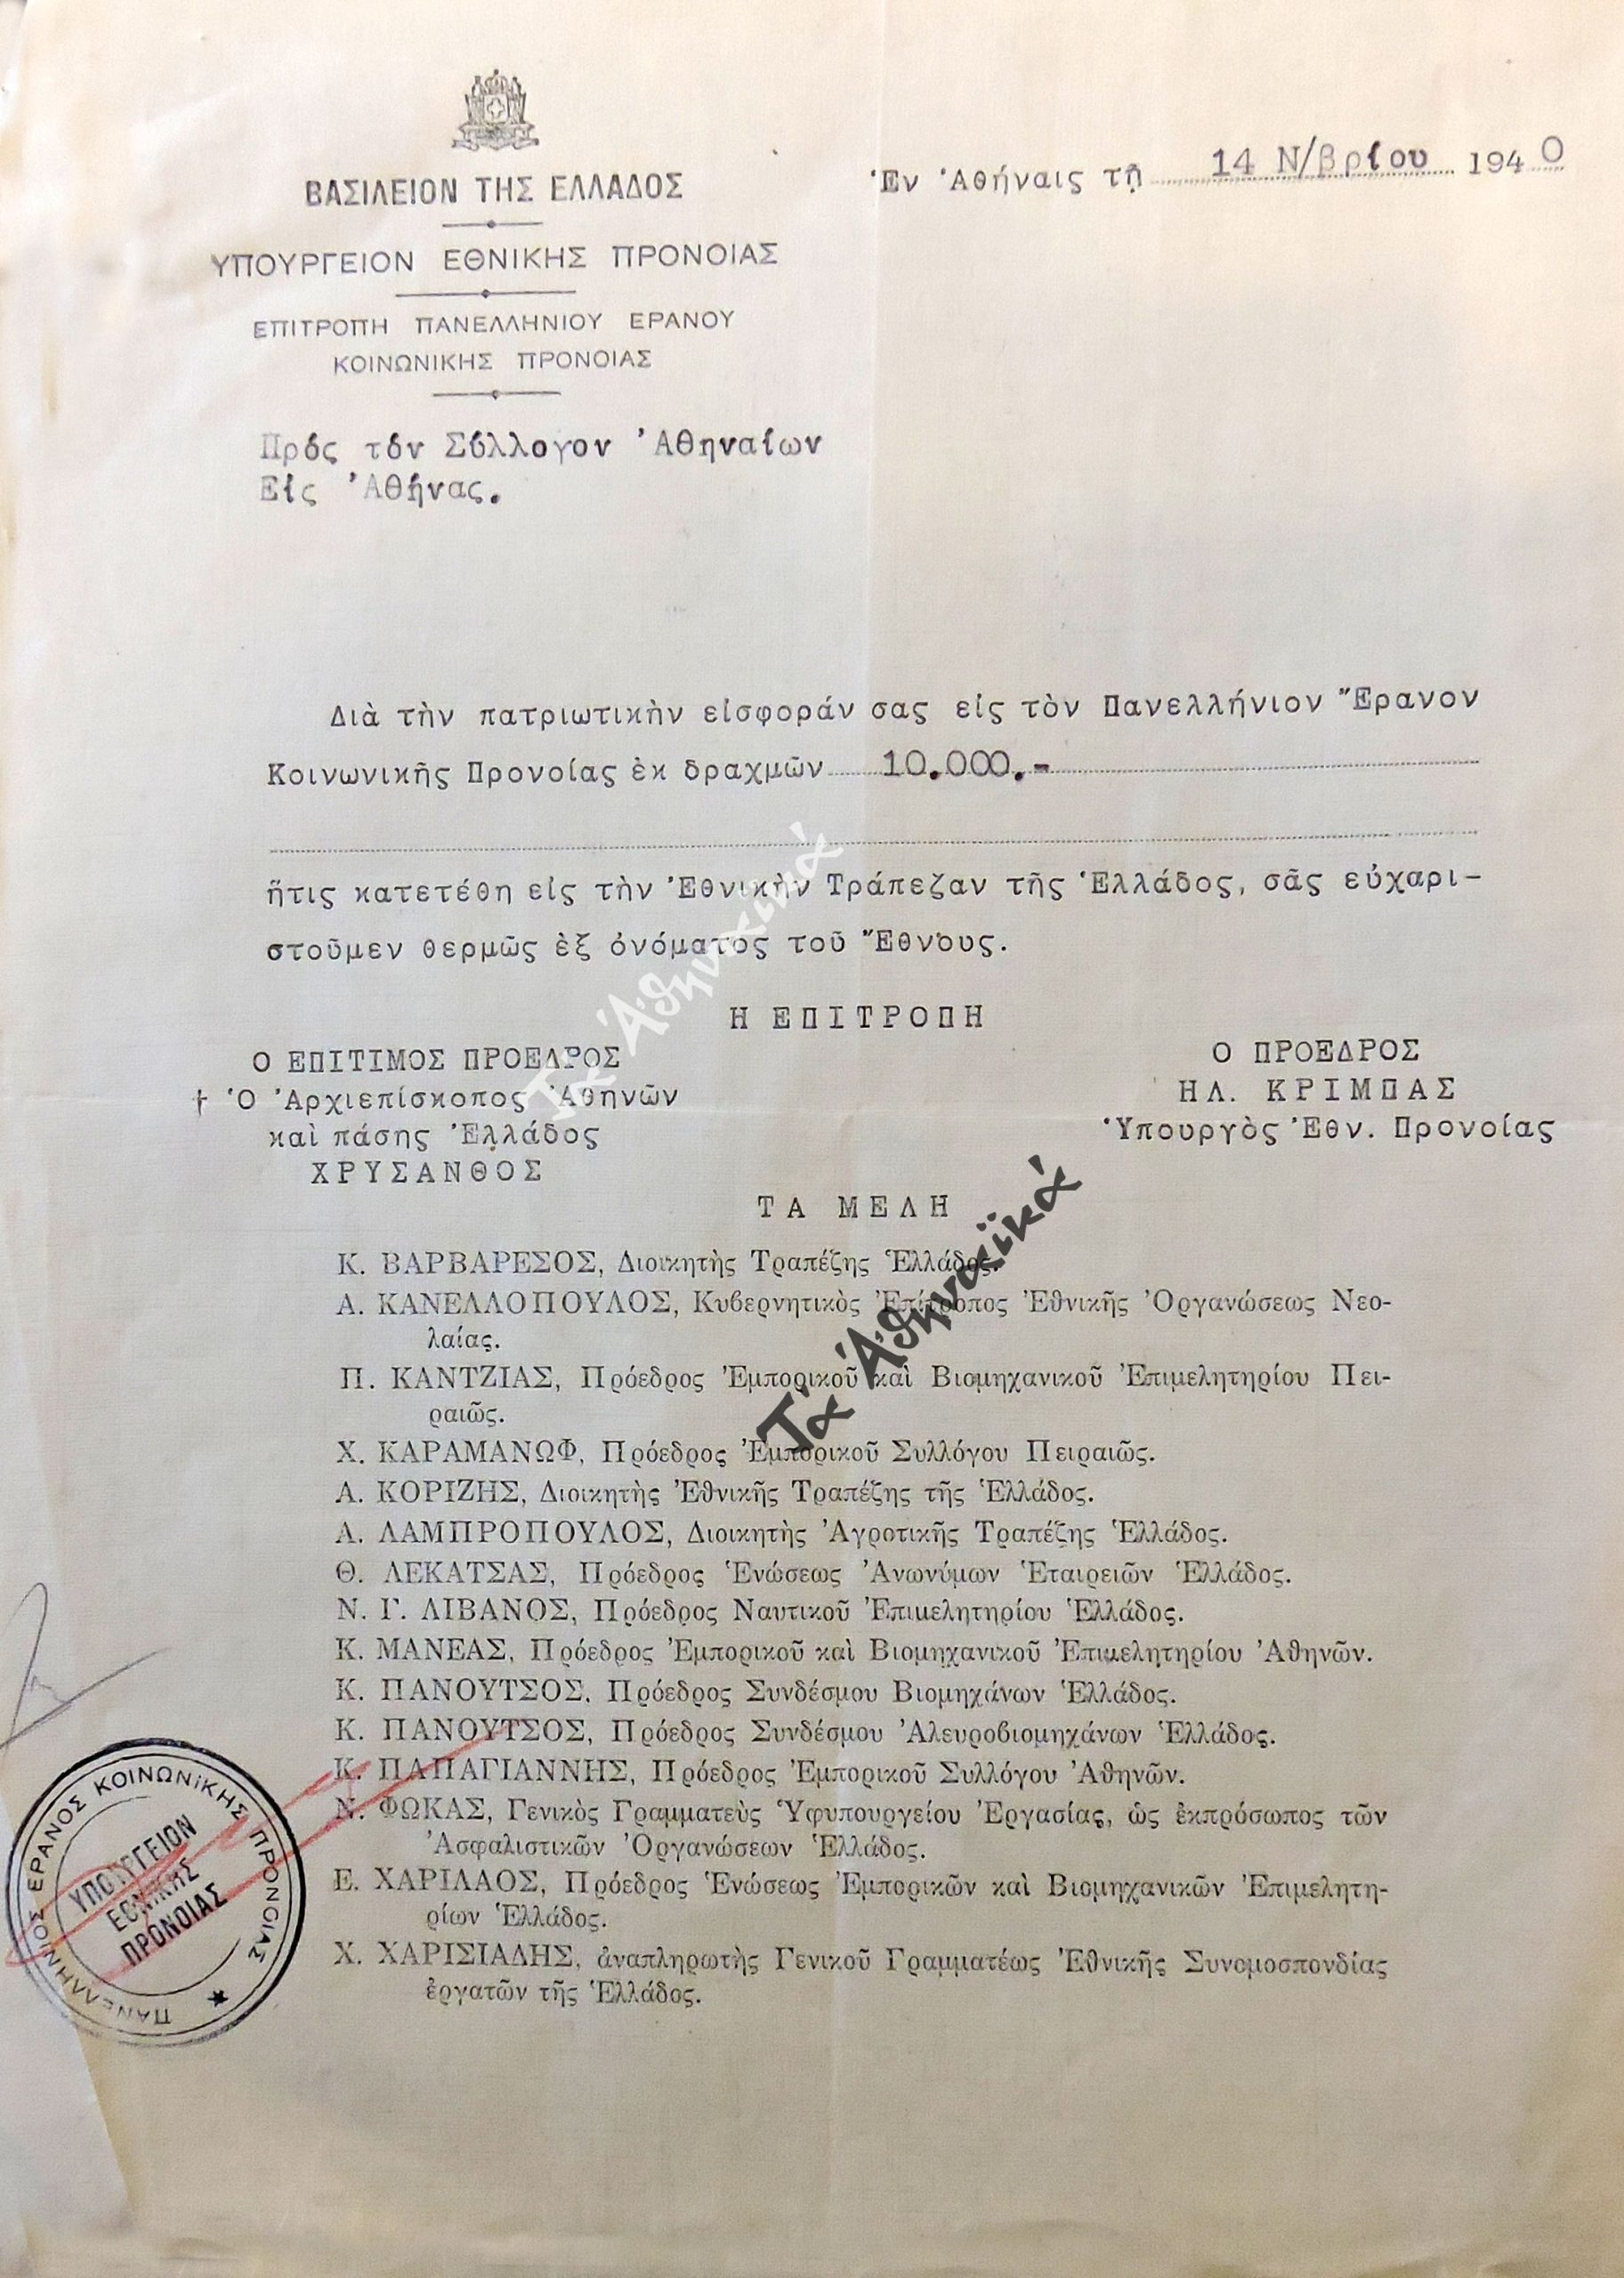 ΒΑΣΙΛΕΙΟΝ ΤΗΣ ΕΛΛΑΔΟΣ
ΥΠΟΥΡΓΕΙΟΝ ΕΘΝΙΚΗΣ ΠΡΟΝΟΙΑΣ
ΕΠΙΤΡΟΠΗ ΠΑΝΕΛΛΗΝΙΟΥ ΕΡΑΝΟΥ
ΚΟΙΝΩΝΙΚΗΣ ΠΡΟΝΟΙΑΣ
Ἐν Ἀθήναις τῇ 14 Ν/βρίου 1940
Πρός τόν Σύλλογον Ἀθηναίων
Είς Ἀθήνας.
Διὰ τὴν πατριωτικὴν εἰσφοράν σας εἰς τὸν Πανελλήνιον Ἔρανον
Κοινωνικῆς Προνοίας ἐκ δραχμῶν 10.000.-
ἥτις κατετέθη εἰς τὴν Ἐθνικὴν Τράπεζαν τῆς Ἑλλάδος, σᾶς εὐχαρι-
στοῦμεν θερμῶς ἐξ ὀνόματος τοῦ Ἔθνους.
Η ΕΠΙΤΡΟΠΗ
Ο ΕΠΙΤΙΜΟΣ ΠΡΟΕΔΡΟΣ
† Ὁ Ἀρχιεπίσκοπος Ἀθηνῶν
καὶ πάσης Ἑλλάδος
ΧΡΥΣΑΝΘΟΣ
Ο ΠΡΟΕΔΡΟΣ
ΗΛ. ΚΡΙΜΠΑΣ
Ὑπουργὸς Ἐθν. Προνοίας
ΤΑ ΜΕΛΗ
Κ. ΒΑΡΒΑΡΕΣΟΣ, Διοικητὴς Τραπέζης Ἑλλάδος.
Α. ΚΑΝΕΛΛΟΠΟΥΛΟΣ, Κυβερνητικὸς Ἐπίτροπος Ἐθνικῆς Ὀργανώσεως Νεο-
λαίας.
Π. ΚΑΝΤΖΙΑΣ, Πρόεδρος Ἐμπορικοῦ καὶ Βιομηχανικοῦ Ἐπιμελητηρίου Πει-
ραιῶς.
Χ. ΚΑΡΑΜΑΝΩΦ, Πρόεδρος Ἐμπορικοῦ Συλλόγου Πειραιῶς.
Α. ΚΟΡΙΖΗΣ, Διοικητὴς Ἐθνικῆς Τραπέζης τῆς Ἑλλάδος.
Α. ΛΑΜΠΡΟΠΟΥΛΟΣ, Διοικητὴς Ἀγροτικῆς Τραπέζης Ἑλλάδος.
Θ. ΛΕΚΑΤΣΑΣ, Πρόεδρος Ἑνώσεως Ἀνωνύμων Ἑταιρειῶν Ἑλλάδος.
Ν. Γ. ΛΙΒΑΝΟΣ, Πρόεδρος Ναυτικοῦ Ἐπιμελητηρίου Ἑλλάδος.
Κ. ΜΑΝΕΑΣ, Πρόεδρος Ἐμπορικοῦ καὶ Βιομηχανικοῦ Ἐπιμελητηρίου Ἀθηνῶν.
Κ. ΠΑΝΟΥΤΣΟΣ, Πρόεδρος Συνδέσμου Βιομηχάνων Ἑλλάδος.
Κ. ΠΑΝΟΥΤΣΟΣ, Πρόεδρος Συνδέσμου Ἀλευροβιομηχάνων Ἑλλάδος.
Κ. ΠΑΠΑΓΙΑΝΝΗΣ, Πρόεδρος Ἐμπορικοῦ Συλλόγου Ἀθηνῶν.
Ν. ΦΩΚΑΣ, Γενικὸς Γραμματεὺς Ὑφυπουργείου Ἐργασίας, ὡς ἐκπρόσωπος τῶν
Ἀσφαλιστικῶν Ὀργανώσεων Ἑλλάδος.
Ε. ΧΑΡΙΛΑΟΣ, Πρόεδρος Ἑνώσεως Ἐμπορικῶν καὶ Βιομηχανικῶν Ἐπιμελητη-
ρίων Ἑλλάδος.
Χ. ΧΑΡΙΣΙΑΔΗΣ, ἀναπληρωτὴς Γενικοῦ Γραμματέως Ἐθνικῆς Συνομοσπονδίας
ἐργατῶν τῆς Ἑλλάδος.
ΠΑΝΕΛΛΗΝΙΟΣ ΕΡΑΝΟΣ ΚΟΙΝΩΝΙΚΗΣ ΠΡΟΝΟΙΑΣ
ΥΠΟΥΡΓΕΙΟΝ
ΕΘΝΙΚΗΣ
ΠΡΟΝΟΙΑΣ
Τὰ Ἀθηναϊκά
Τὰ Ἀθηναϊκά